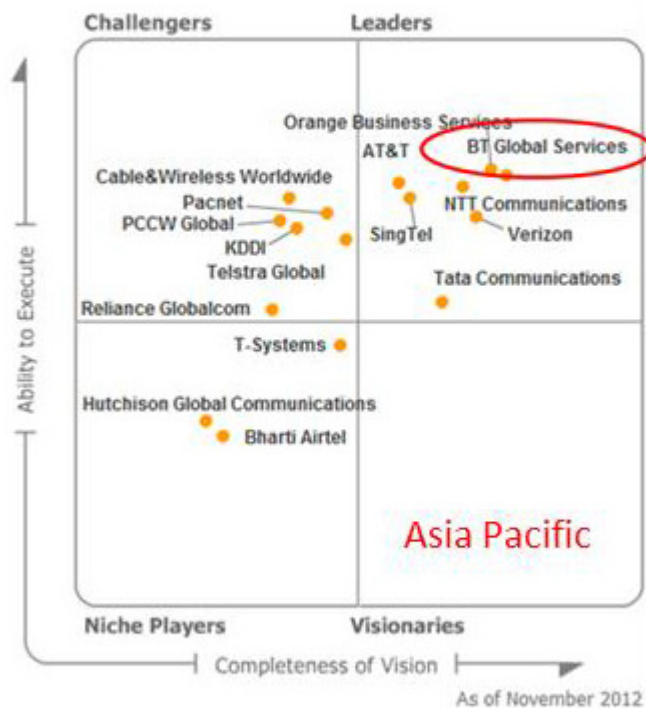 Challengers
Leaders
Orange Business Services
BT Global Services
AT&T
Cable&Wireless Worldwide
Pacnet
NTT Communications
PCCW Global
SingTel
Verizon
KDDI
Telstra Global
Tata Communications
Reliance Globalcom
T-Systems
Hutchison Global Communications
Bharti Airtel
Asia Pacific
Niche Players
Visionaries
Ability to Execute
Completeness of Vision
As of November 2012